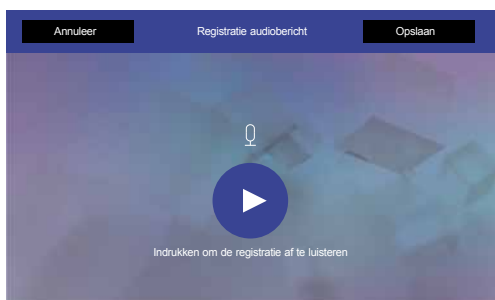 Annuleer
Registratie audiobericht
Opslaan
Indrukken om de registratie af te luisteren